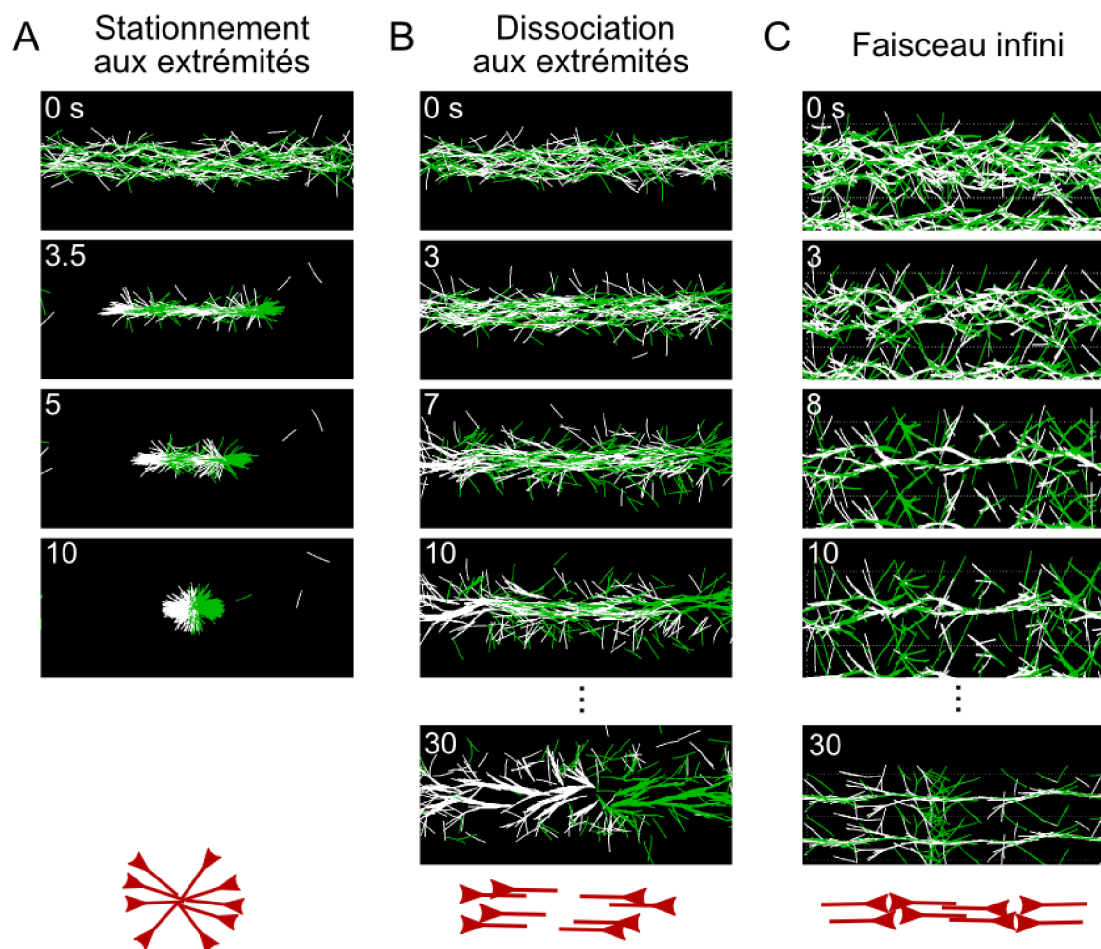 A
Stationnement
aux extrémités
0 s
3.5
5
10
B
Dissociation
aux extrémités
0 s
3
7
10
⋮
30
C
Faisceau infini
0 s
3
8
10
⋮
30